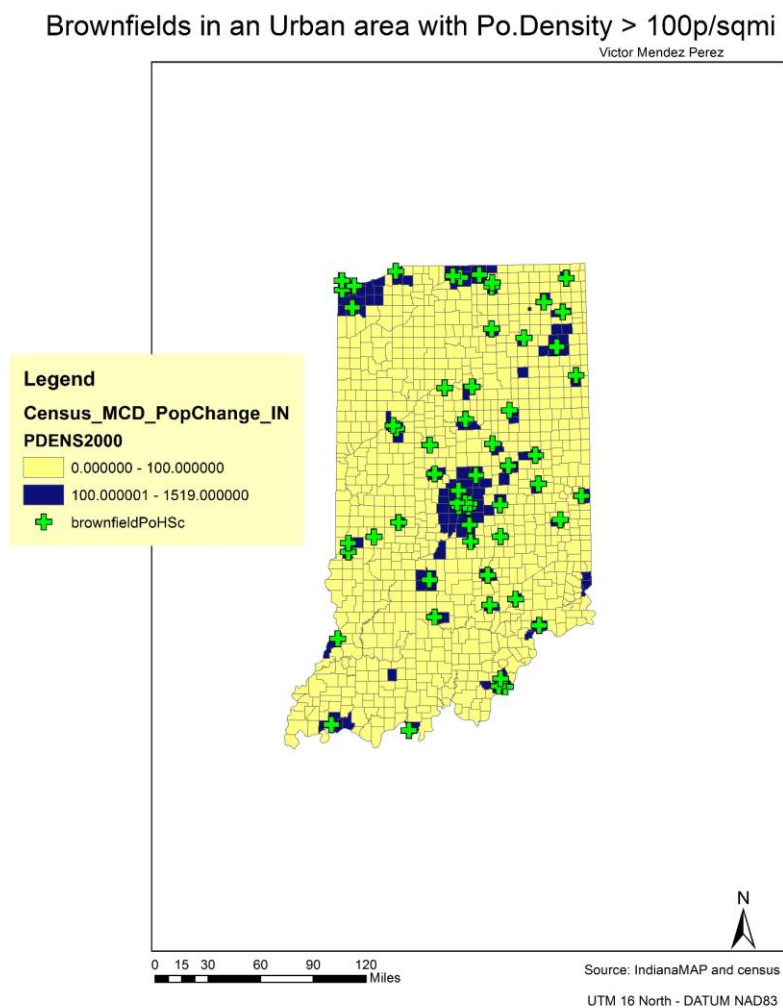 Brownfields in an Urban area with Po.Density > 100p/sqmi
Victor Mendez Perez
Legend
Census_MCD_PopChange_IN
PDENS2000
0.000000 - 100.000000
100.000001 - 1519.000000
brownfieldPoHSc
N
0 15 30 60 90 120
Miles
Source: IndianaMAP and census
UTM 16 North - DATUM NAD83